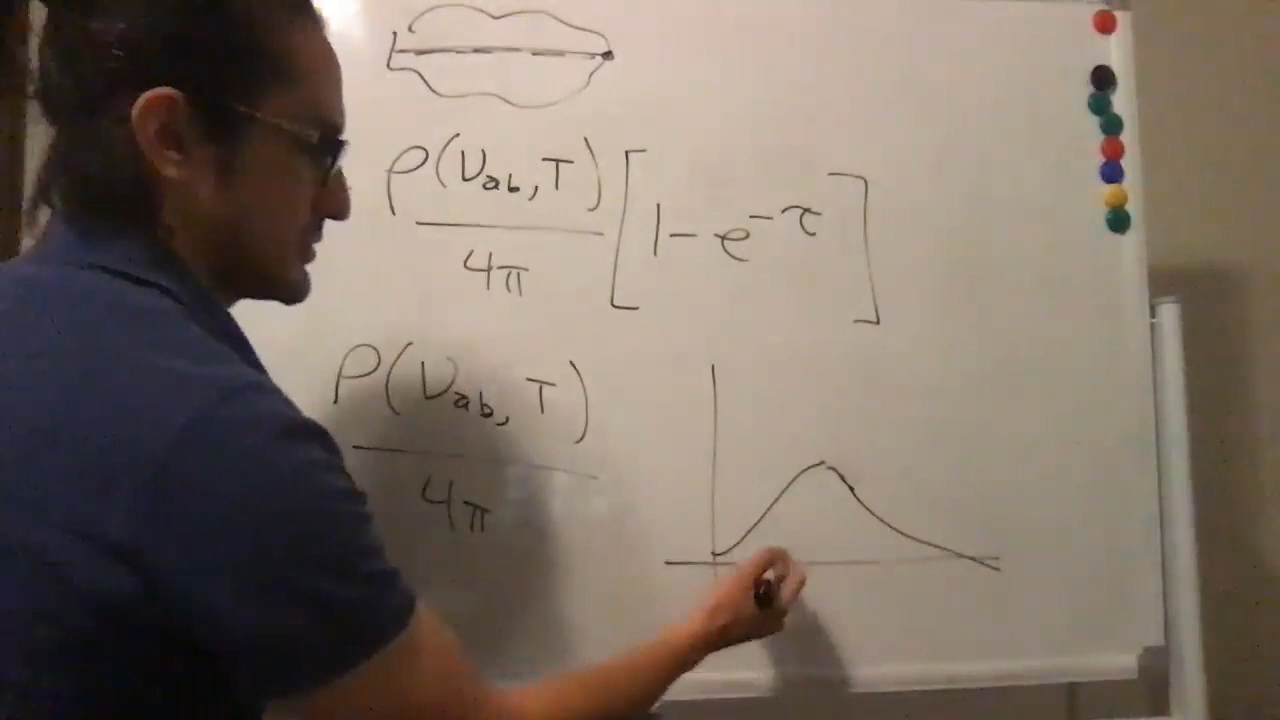 ρ(ν_ab, T)/4π [1 - e^{-τ}]
ρ(ν_ab, T)/4π